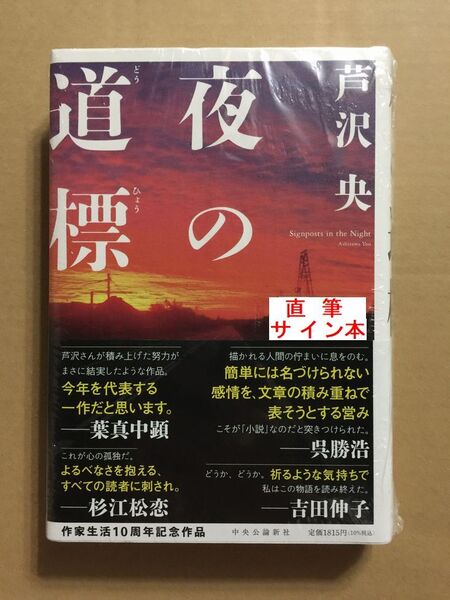 芦沢 央
夜の
道標
どう
ひょう
Signposts in the Night
Ashizawa You
直筆
サイン本
描かれる人間の佇まいに息をのむ。
簡単には名づけられない
感情を、文章の積み重ねで
表そうとする営み
こそが「小説」なのだと突きつけられた。
──呉勝浩
芦沢さんが積み上げた努力が
まさに結実したような作品。
今年を代表する
一作だと思います。
──葉真中顕
どうか、どうか。祈るような気持ちで
私はこの物語を読み終えた。
──吉田伸子
これが心の孤独だ。
よるべなさを抱える、
すべての読者に刺され。
──杉江松恋
作家生活10周年記念作品
中央公論新社
定価1815円(10%税込)